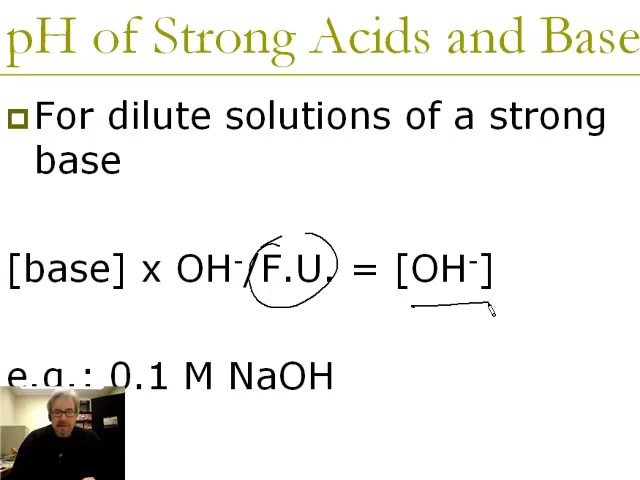 pH of Strong Acids and Base
For dilute solutions of a strong
base
[base] x OH-/F.U. = [OH-]
e.g.: 0.1 M NaOH